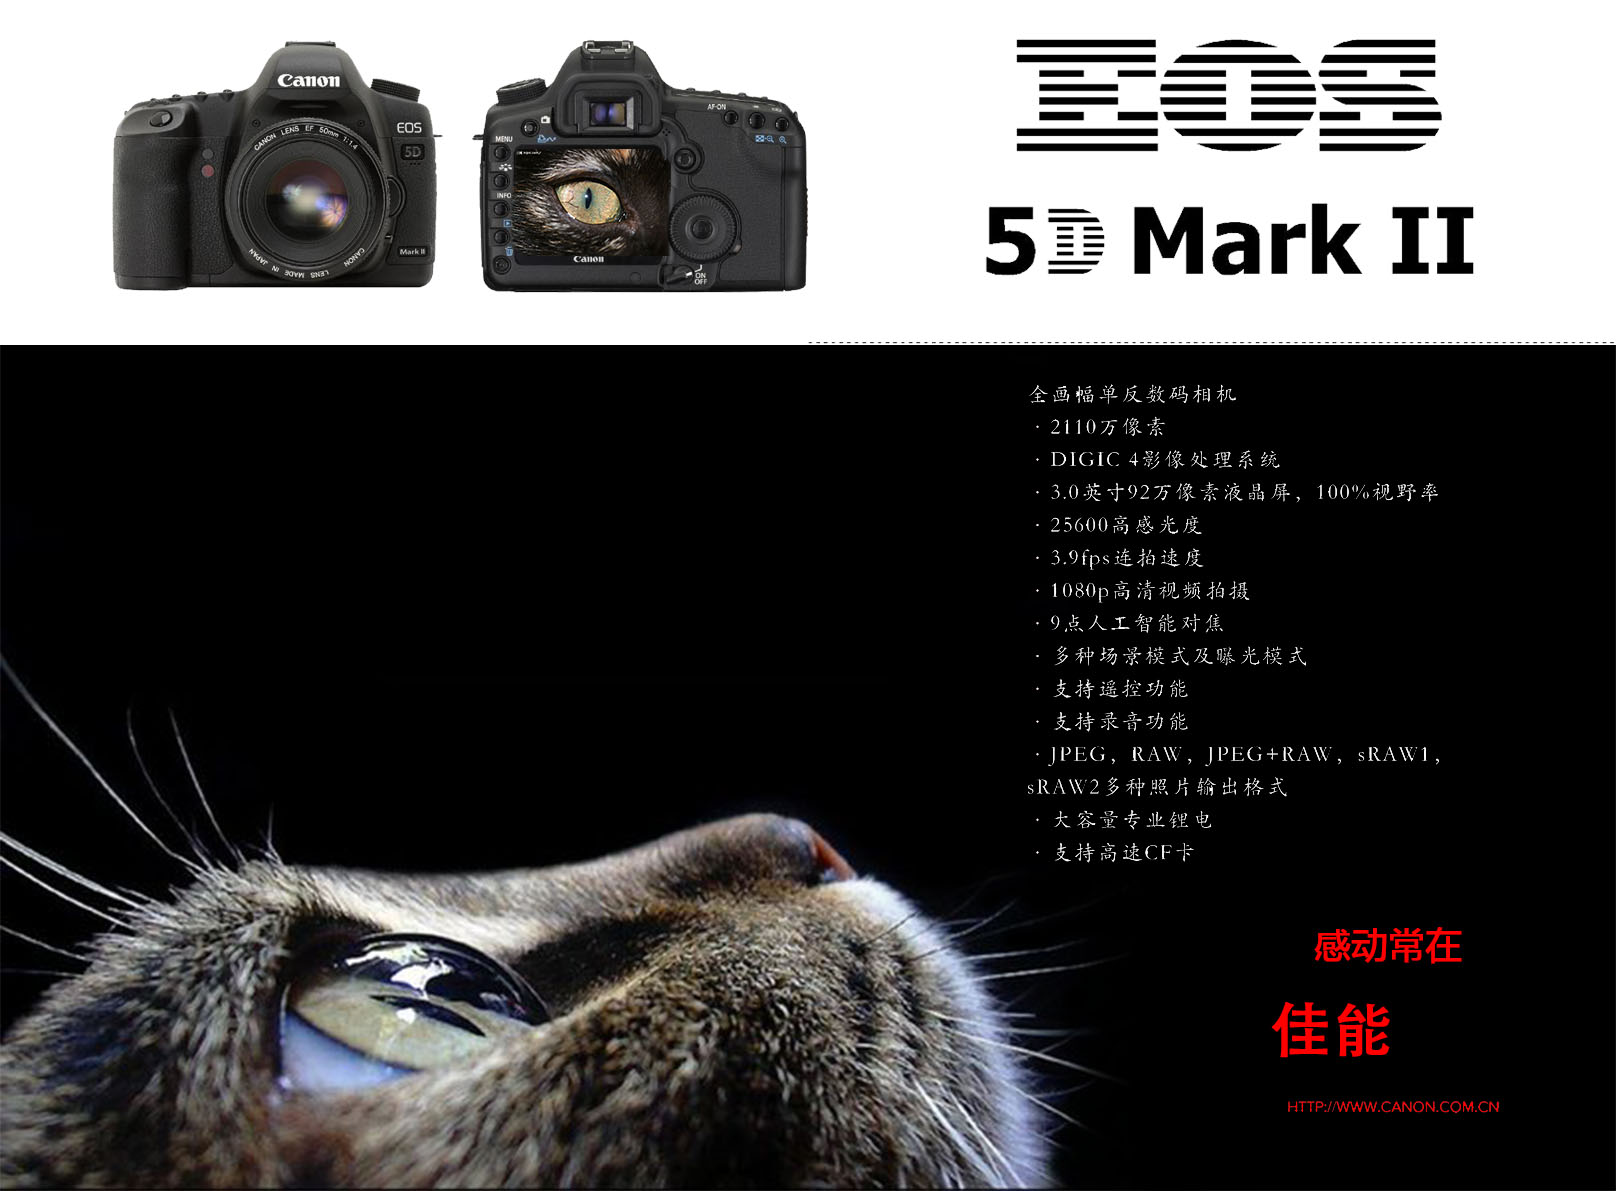 Canon
EOS
5D
Mark II
CANON LENS EF 50mm 1:1.4
CANON LENS MADE IN JAPAN
AF-ON
MENU
INFO
Canon
ON
OFF
EOS
5D Mark II
全画幅单反数码相机
· 2110万像素
· DIGIC 4影像处理系统
· 3.0英寸92万像素液晶屏，100%视野率
· 25600高感光度
· 3.9fps连拍速度
· 1080p高清视频拍摄
· 9点人工智能对焦
· 多种场景模式及曝光模式
· 支持遥控功能
· 支持录音功能
· JPEG，RAW，JPEG+RAW，sRAW1，
sRAW2多种照片输出格式
· 大容量专业锂电
· 支持高速CF卡
感动常在
佳能
HTTP://WWW.CANON.COM.CN